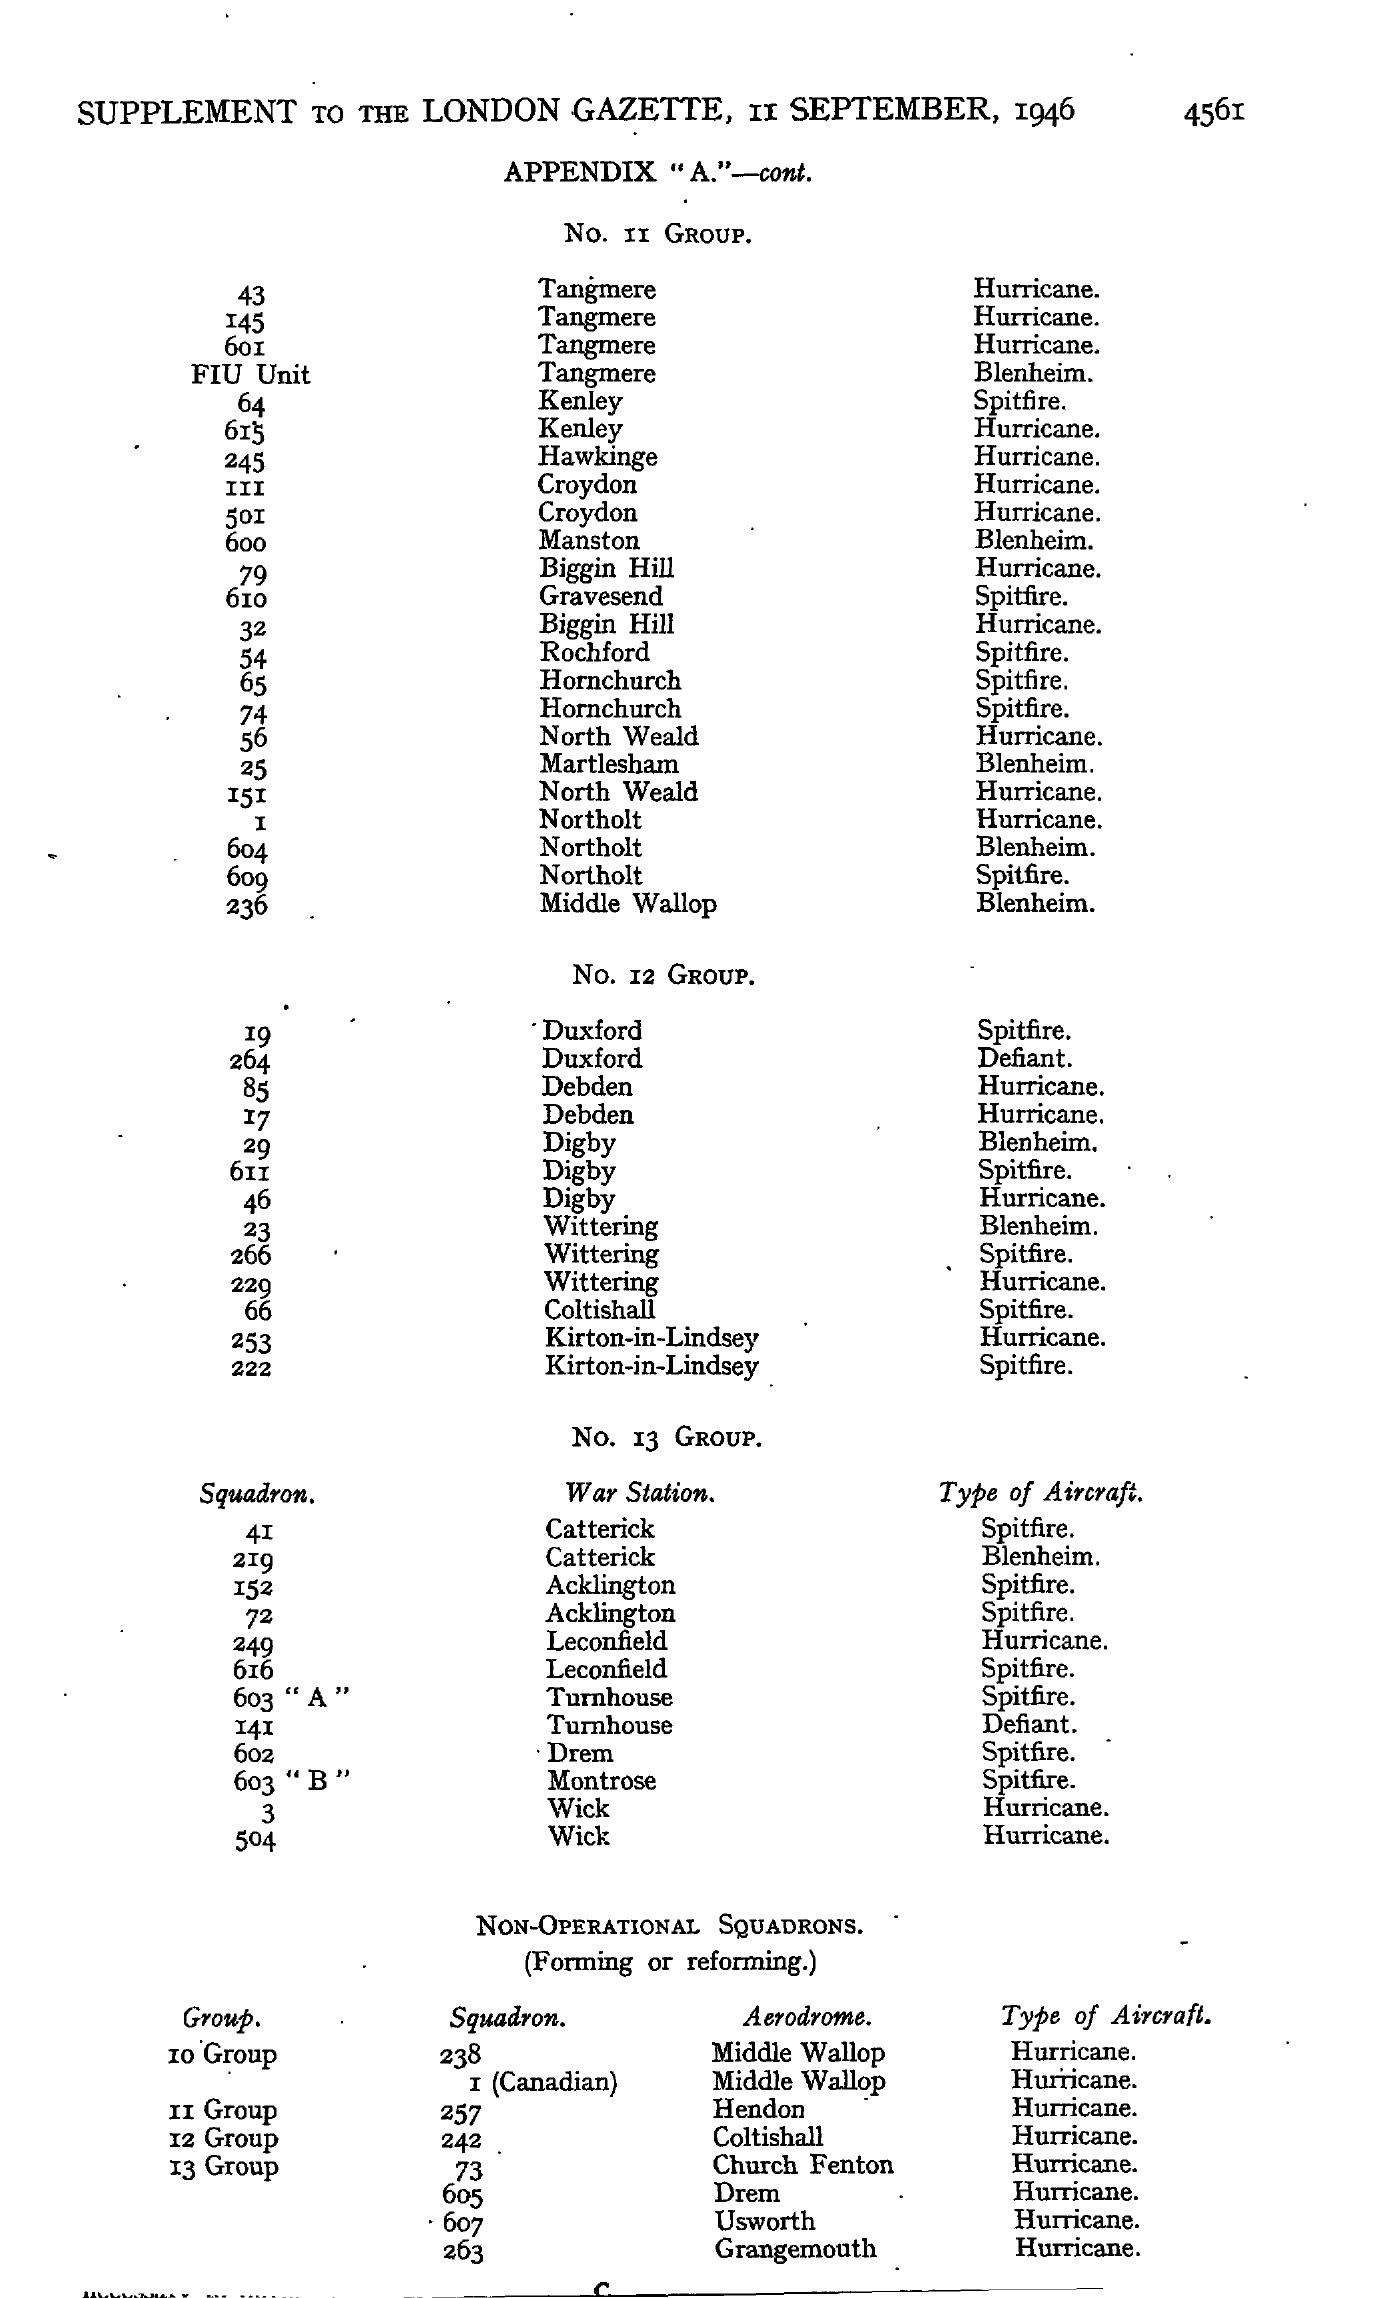 SUPPLEMENT TO THE LONDON GAZETTE, 11 SEPTEMBER, 1946 4561
APPENDIX "A."—cont.
No. 11 GROUP.
43 Tangmere Hurricane.
145 Tangmere Hurricane.
601 Tangmere Hurricane.
FIU Unit Tangmere Blenheim.
64 Kenley Spitfire.
615 Kenley Hurricane.
245 Hawkinge Hurricane.
111 Croydon Hurricane.
501 Croydon Hurricane.
600 Manston Blenheim.
79 Biggin Hill Hurricane.
610 Gravesend Spitfire.
32 Biggin Hill Hurricane.
54 Rochford Spitfire.
65 Hornchurch Spitfire.
74 Hornchurch Spitfire.
56 North Weald Hurricane.
25 Martlesham Blenheim.
151 North Weald Hurricane.
1 Northolt Hurricane.
604 Northolt Blenheim.
609 Northolt Spitfire.
236 Middle Wallop Blenheim.
No. 12 GROUP.
19 Duxford Spitfire.
264 Duxford Defiant.
85 Debden Hurricane.
17 Debden Hurricane.
29 Digby Blenheim.
611 Digby Spitfire.
46 Digby Hurricane.
23 Wittering Blenheim.
266 Wittering Spitfire.
229 Wittering Hurricane.
66 Coltishall Spitfire.
253 Kirton-in-Lindsey Hurricane.
222 Kirton-in-Lindsey Spitfire.
No. 13 GROUP.
Squadron. War Station. Type of Aircraft.
41 Catterick Spitfire.
219 Catterick Blenheim.
152 Acklington Spitfire.
72 Acklington Spitfire.
249 Leconfield Hurricane.
616 Leconfield Spitfire.
603 "A" Turnhouse Spitfire.
141 Turnhouse Defiant.
602 Drem Spitfire.
603 "B" Montrose Spitfire.
3 Wick Hurricane.
504 Wick Hurricane.
NON-OPERATIONAL SQUADRONS.
(Forming or reforming.)
Group. Squadron. Aerodrome. Type of Aircraft.
10 Group 238 Middle Wallop Hurricane.
1 (Canadian) Middle Wallop Hurricane.
11 Group 257 Hendon Hurricane.
12 Group 242 Coltishall Hurricane.
13 Group 73 Church Fenton Hurricane.
605 Drem Hurricane.
607 Usworth Hurricane.
263 Grangemouth Hurricane.